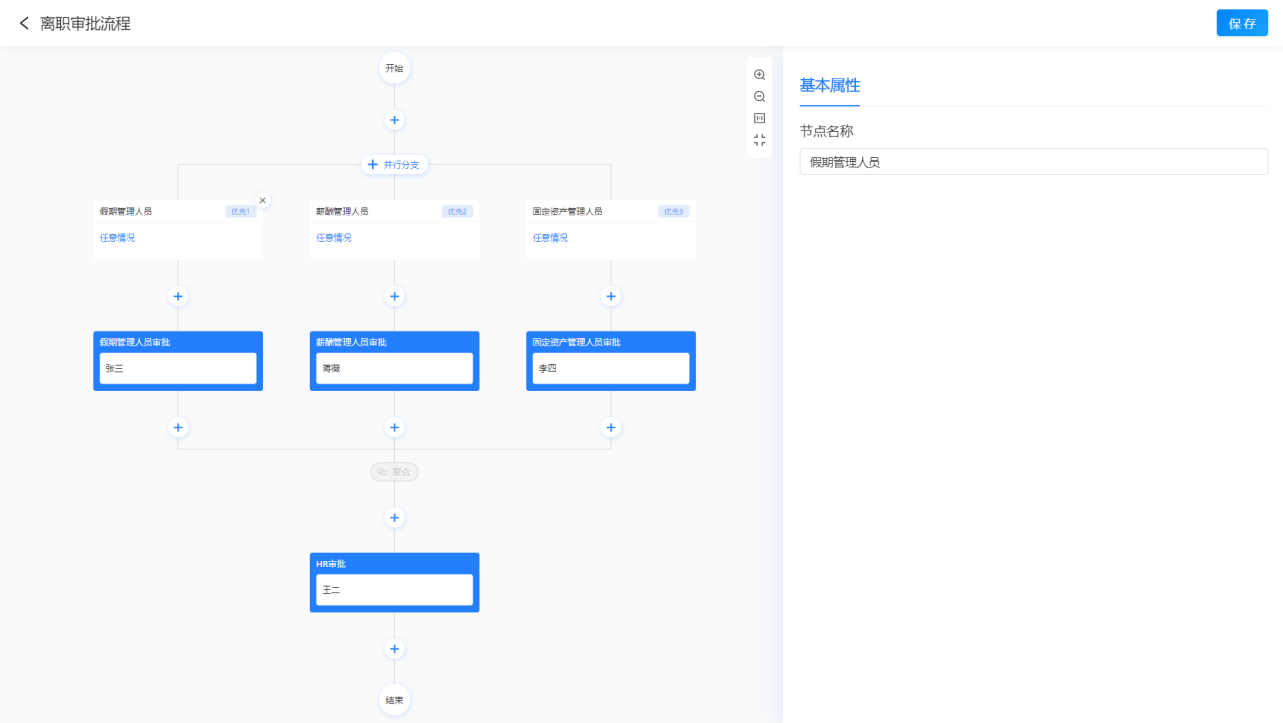 离职审批流程
保存
开始
并行分支
假期管理人员 优先1
任意情况
薪酬管理人员 优先2
任意情况
固定资产管理人员 优先3
任意情况
假期管理人员审批
张三
薪酬管理人员审批
蒋薇
固定资产管理人员审批
李四
聚合
HR审批
王二
结束
基本属性
节点名称
假期管理人员